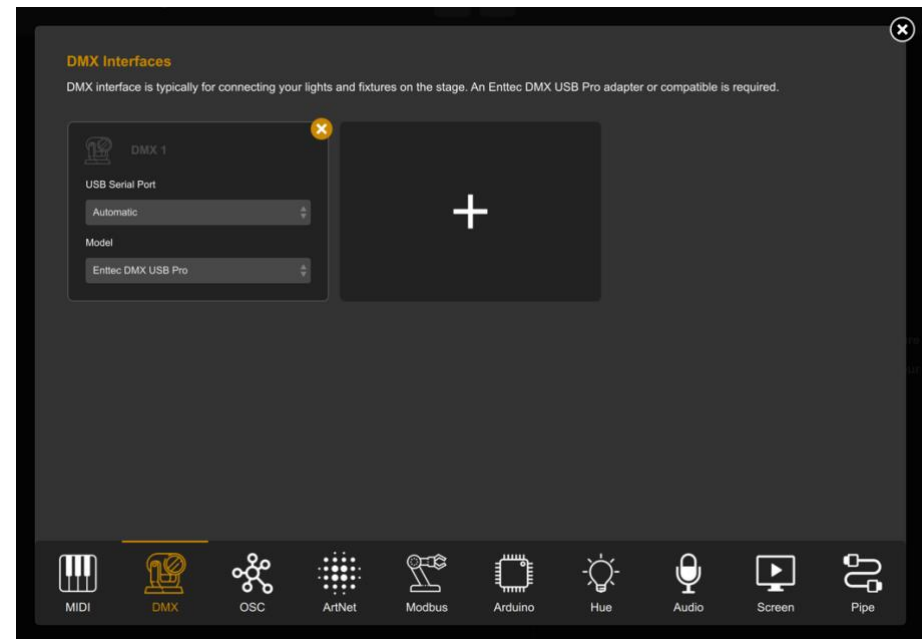 DMX Interfaces
DMX interface is typically for connecting your lights and fixtures on the stage. An Enttec DMX USB Pro adapter or compatible is required.
DMX 1
USB Serial Port
Automatic
Model
Enttec DMX USB Pro
MIDI
DMX
OSC
ArtNet
Modbus
Arduino
Hue
Audio
Screen
Pipe